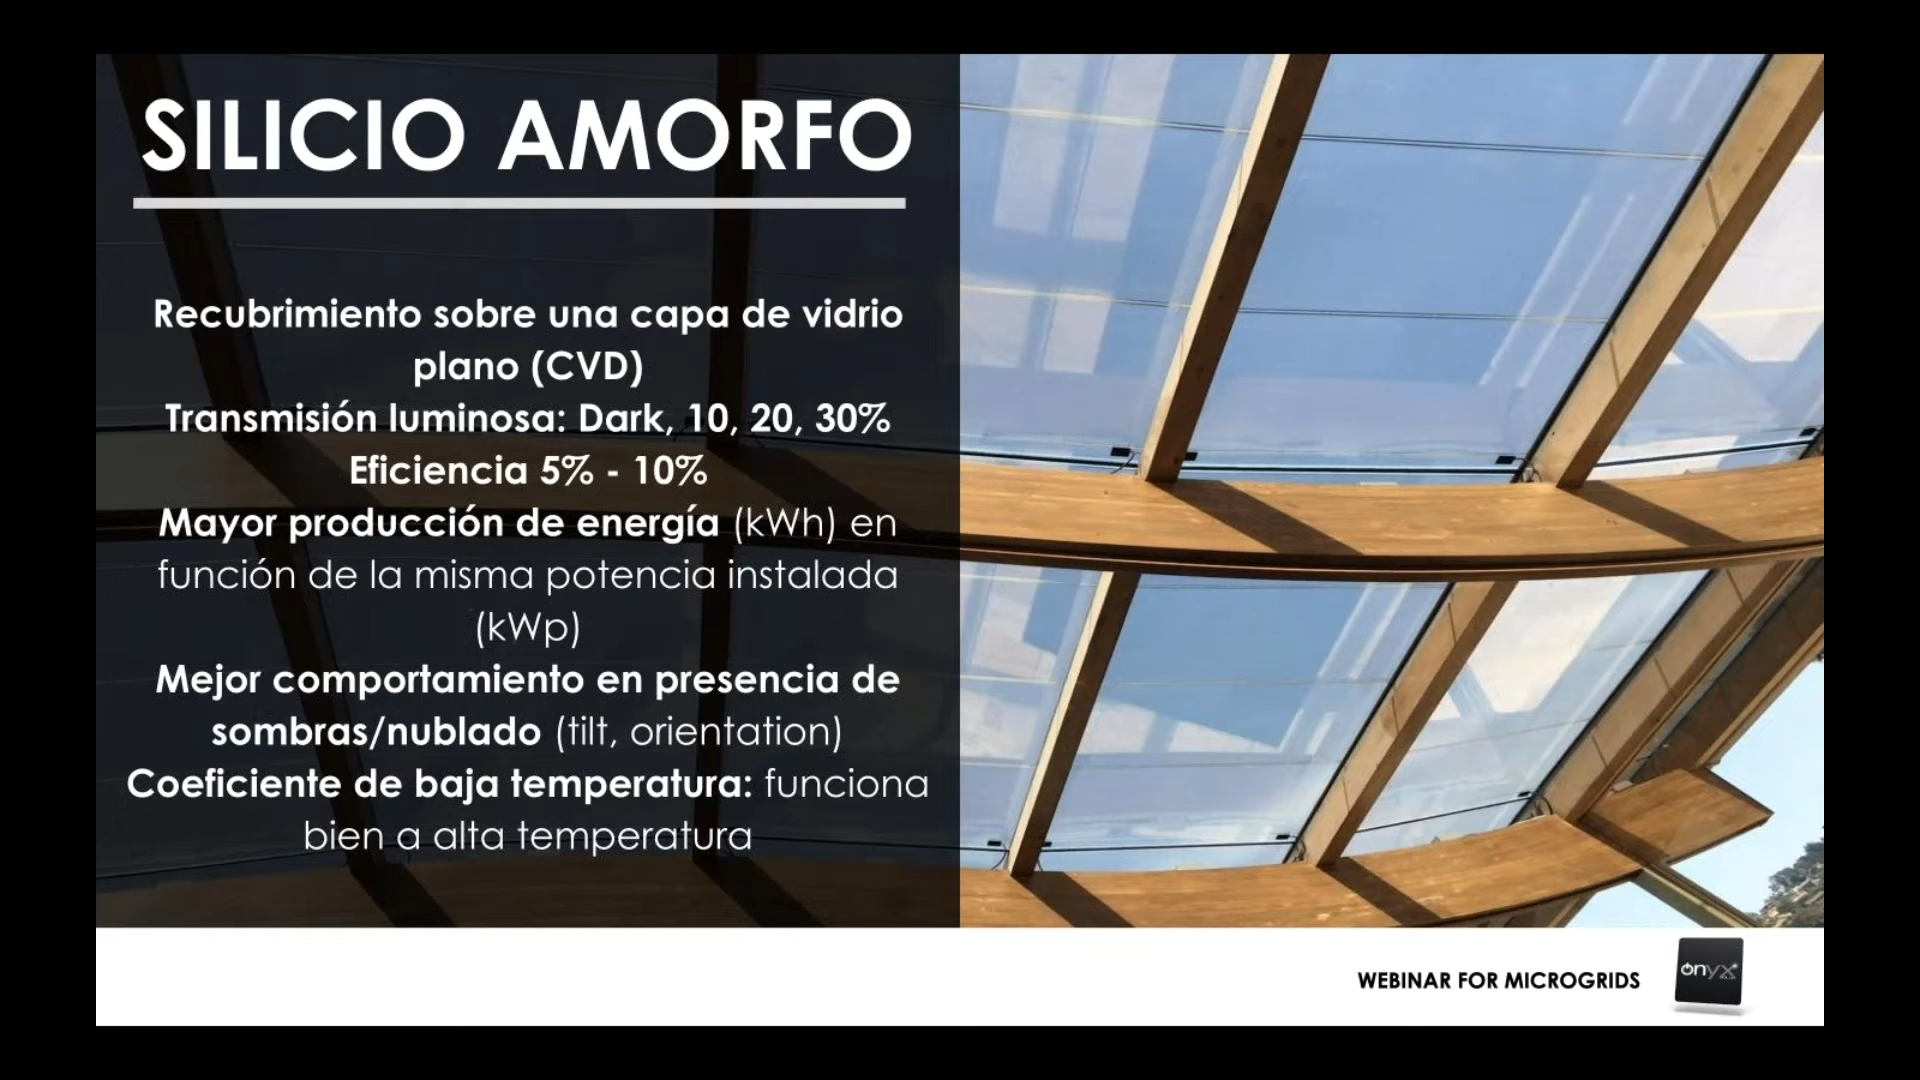 SILICIO AMORFO
Recubrimiento sobre una capa de vidrio
plano (CVD)
Transmisión luminosa: Dark, 10, 20, 30%
Eficiencia 5% - 10%
Mayor producción de energía (kWh) en
función de la misma potencia instalada
(kWp)
Mejor comportamiento en presencia de
sombras/nublado (tilt, orientation)
Coeficiente de baja temperatura: funciona
bien a alta temperatura
WEBINAR FOR MICROGRIDS
onyx